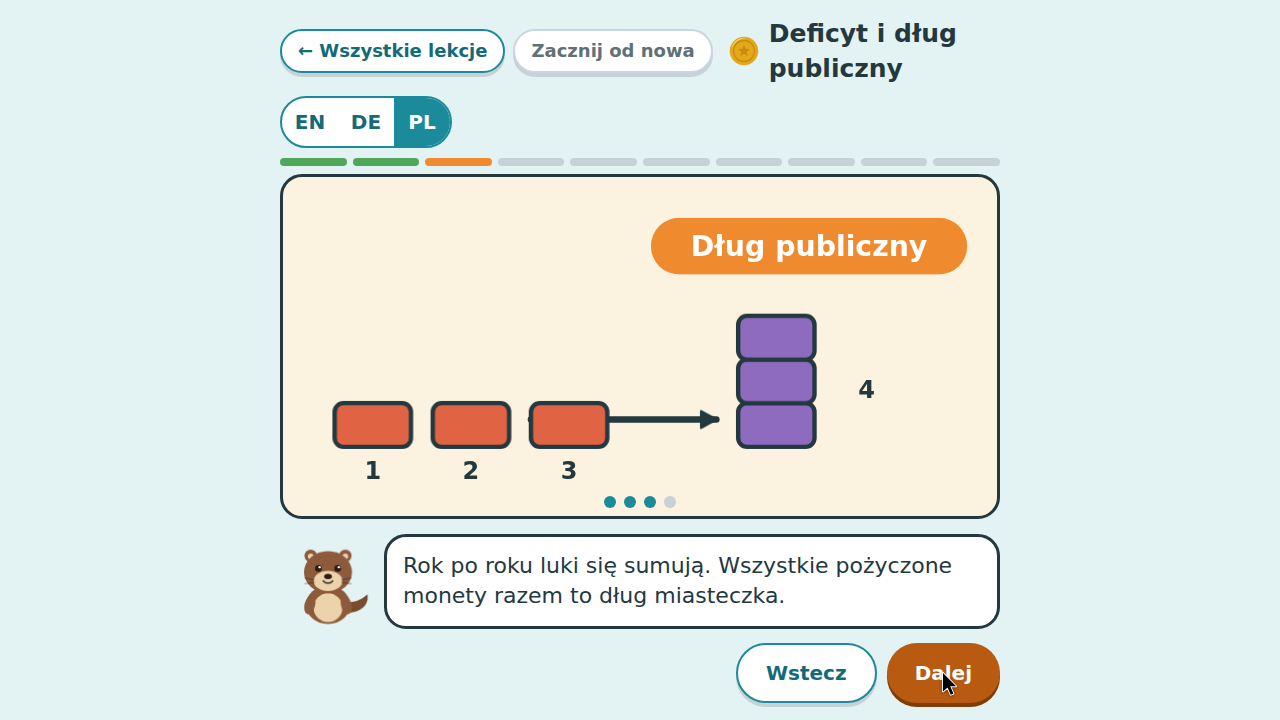 ← Wszystkie lekcje
Zacznij od nowa
Deficyt i dług
publiczny
EN DE PL
Dług publiczny
4
1 2 3
Rok po roku luki się sumują. Wszystkie pożyczone
monety razem to dług miasteczka.
Wstecz
Dalej